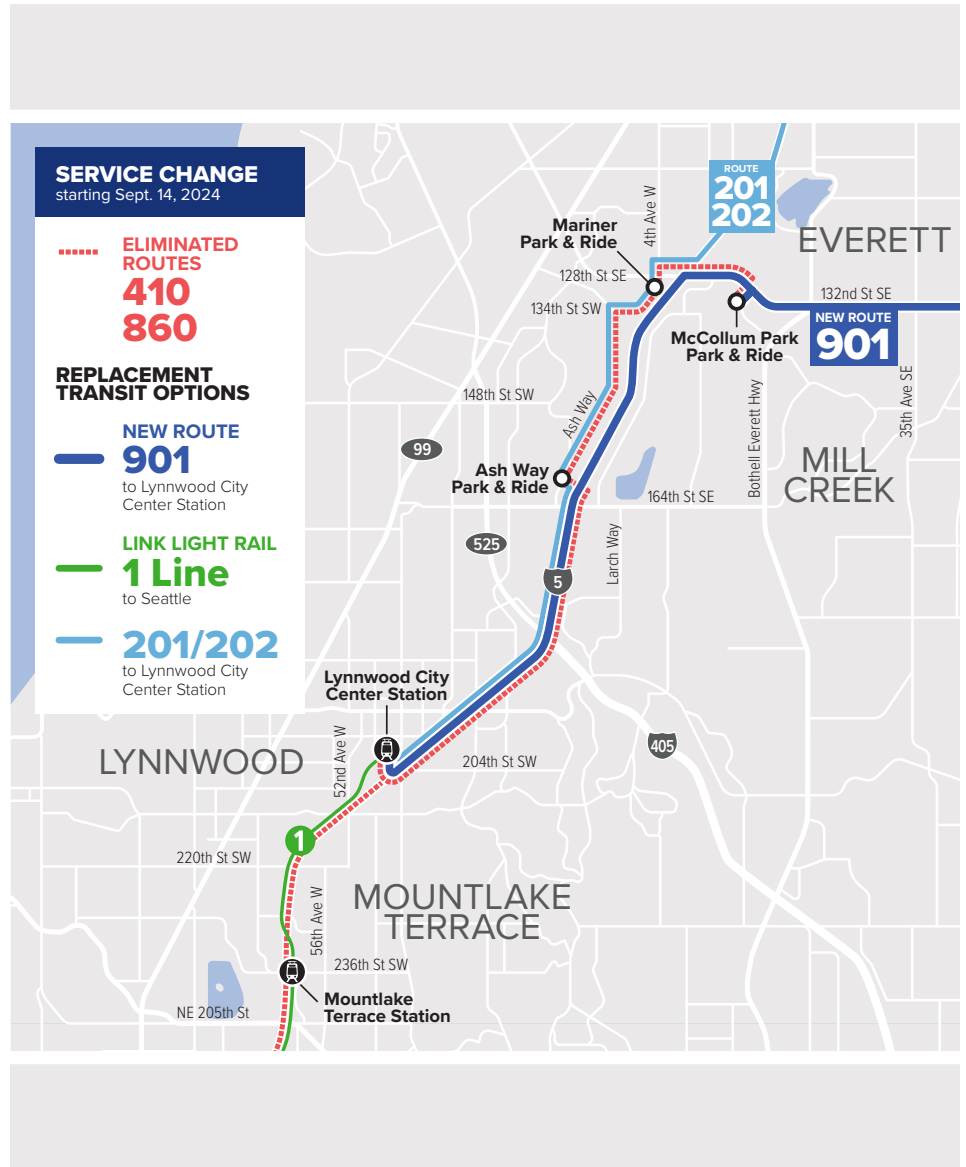 SERVICE CHANGE
starting Sept. 14, 2024
ELIMINATED
ROUTES
410
860
REPLACEMENT
TRANSIT OPTIONS
NEW ROUTE
901
to Lynnwood City
Center Station
LINK LIGHT RAIL
1 Line
to Seattle
201/202
to Lynnwood City
Center Station
ROUTE
201
202
4th Ave W
Mariner
Park & Ride
EVERETT
128th St SE
132nd St SE
134th St SW
NEW ROUTE
901
McCollum Park
Park & Ride
35th Ave SE
148th St SW
Ash Way
Bothell Everett Hwy
99
MILL
CREEK
Ash Way
Park & Ride
164th St SE
525
Larch Way
5
Lynnwood City
Center Station
405
LYNNWOOD
52nd Ave W
204th St SW
1
220th St SW
MOUNTLAKE
TERRACE
56th Ave W
236th St SW
Mountlake
Terrace Station
NE 205th St